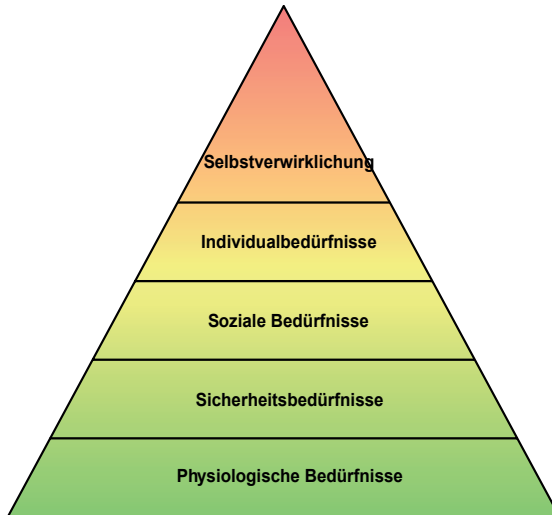 Selbstverwirklichung
Individualbedürfnisse
Soziale Bedürfnisse
Sicherheitsbedürfnisse
Physiologische Bedürfnisse